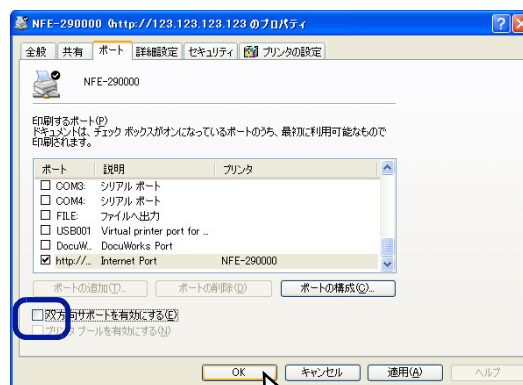 NFE-290000 (http://123.123.123.123 のプロパティ
全般 共有 ポート 詳細設定 セキュリティ プリンタの設定
NFE-290000
印刷するポート(P)
ドキュメントは、チェック ボックスがオンになっているポートのうち、最初に利用可能なもので
印刷されます。
ポート 説明 プリンタ
COM3: シリアル ポート
COM4: シリアル ポート
FILE: ファイルへ出力
USB001 Virtual printer port for ...
DocuW... DocuWorks Port
http://... Internet Port NFE-290000
ポートの追加(T)... ポートの削除(D) ポートの構成(C)...
双方向サポートを有効にする(E)
プリンタ プールを有効にする(N)
OK キャンセル 適用(A) ヘルプ